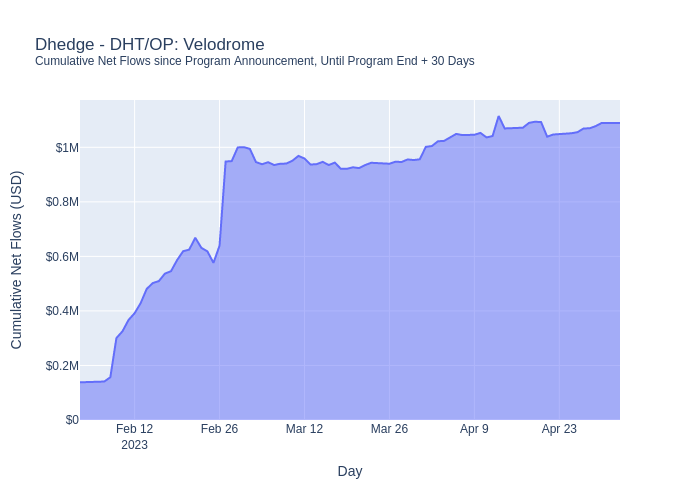 Dhedge - DHT/OP: Velodrome
Cumulative Net Flows since Program Announcement, Until Program End + 30 Days
Cumulative Net Flows (USD)
$1M
$0.8M
$0.6M
$0.4M
$0.2M
$0
Feb 12
2023
Feb 26
Mar 12
Mar 26
Apr 9
Apr 23
Day